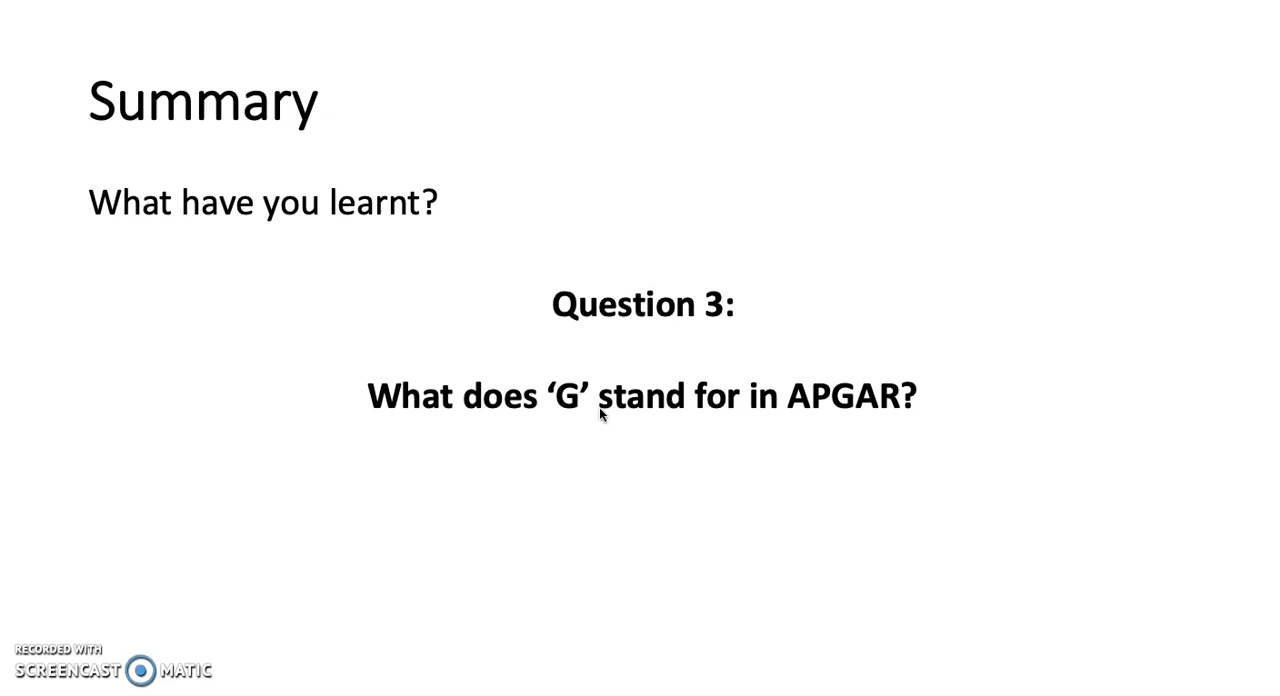 Summary
What have you learnt?
Question 3:
What does ‘G’ stand for in APGAR?
RECORDED WITH
SCREENCAST MATIC